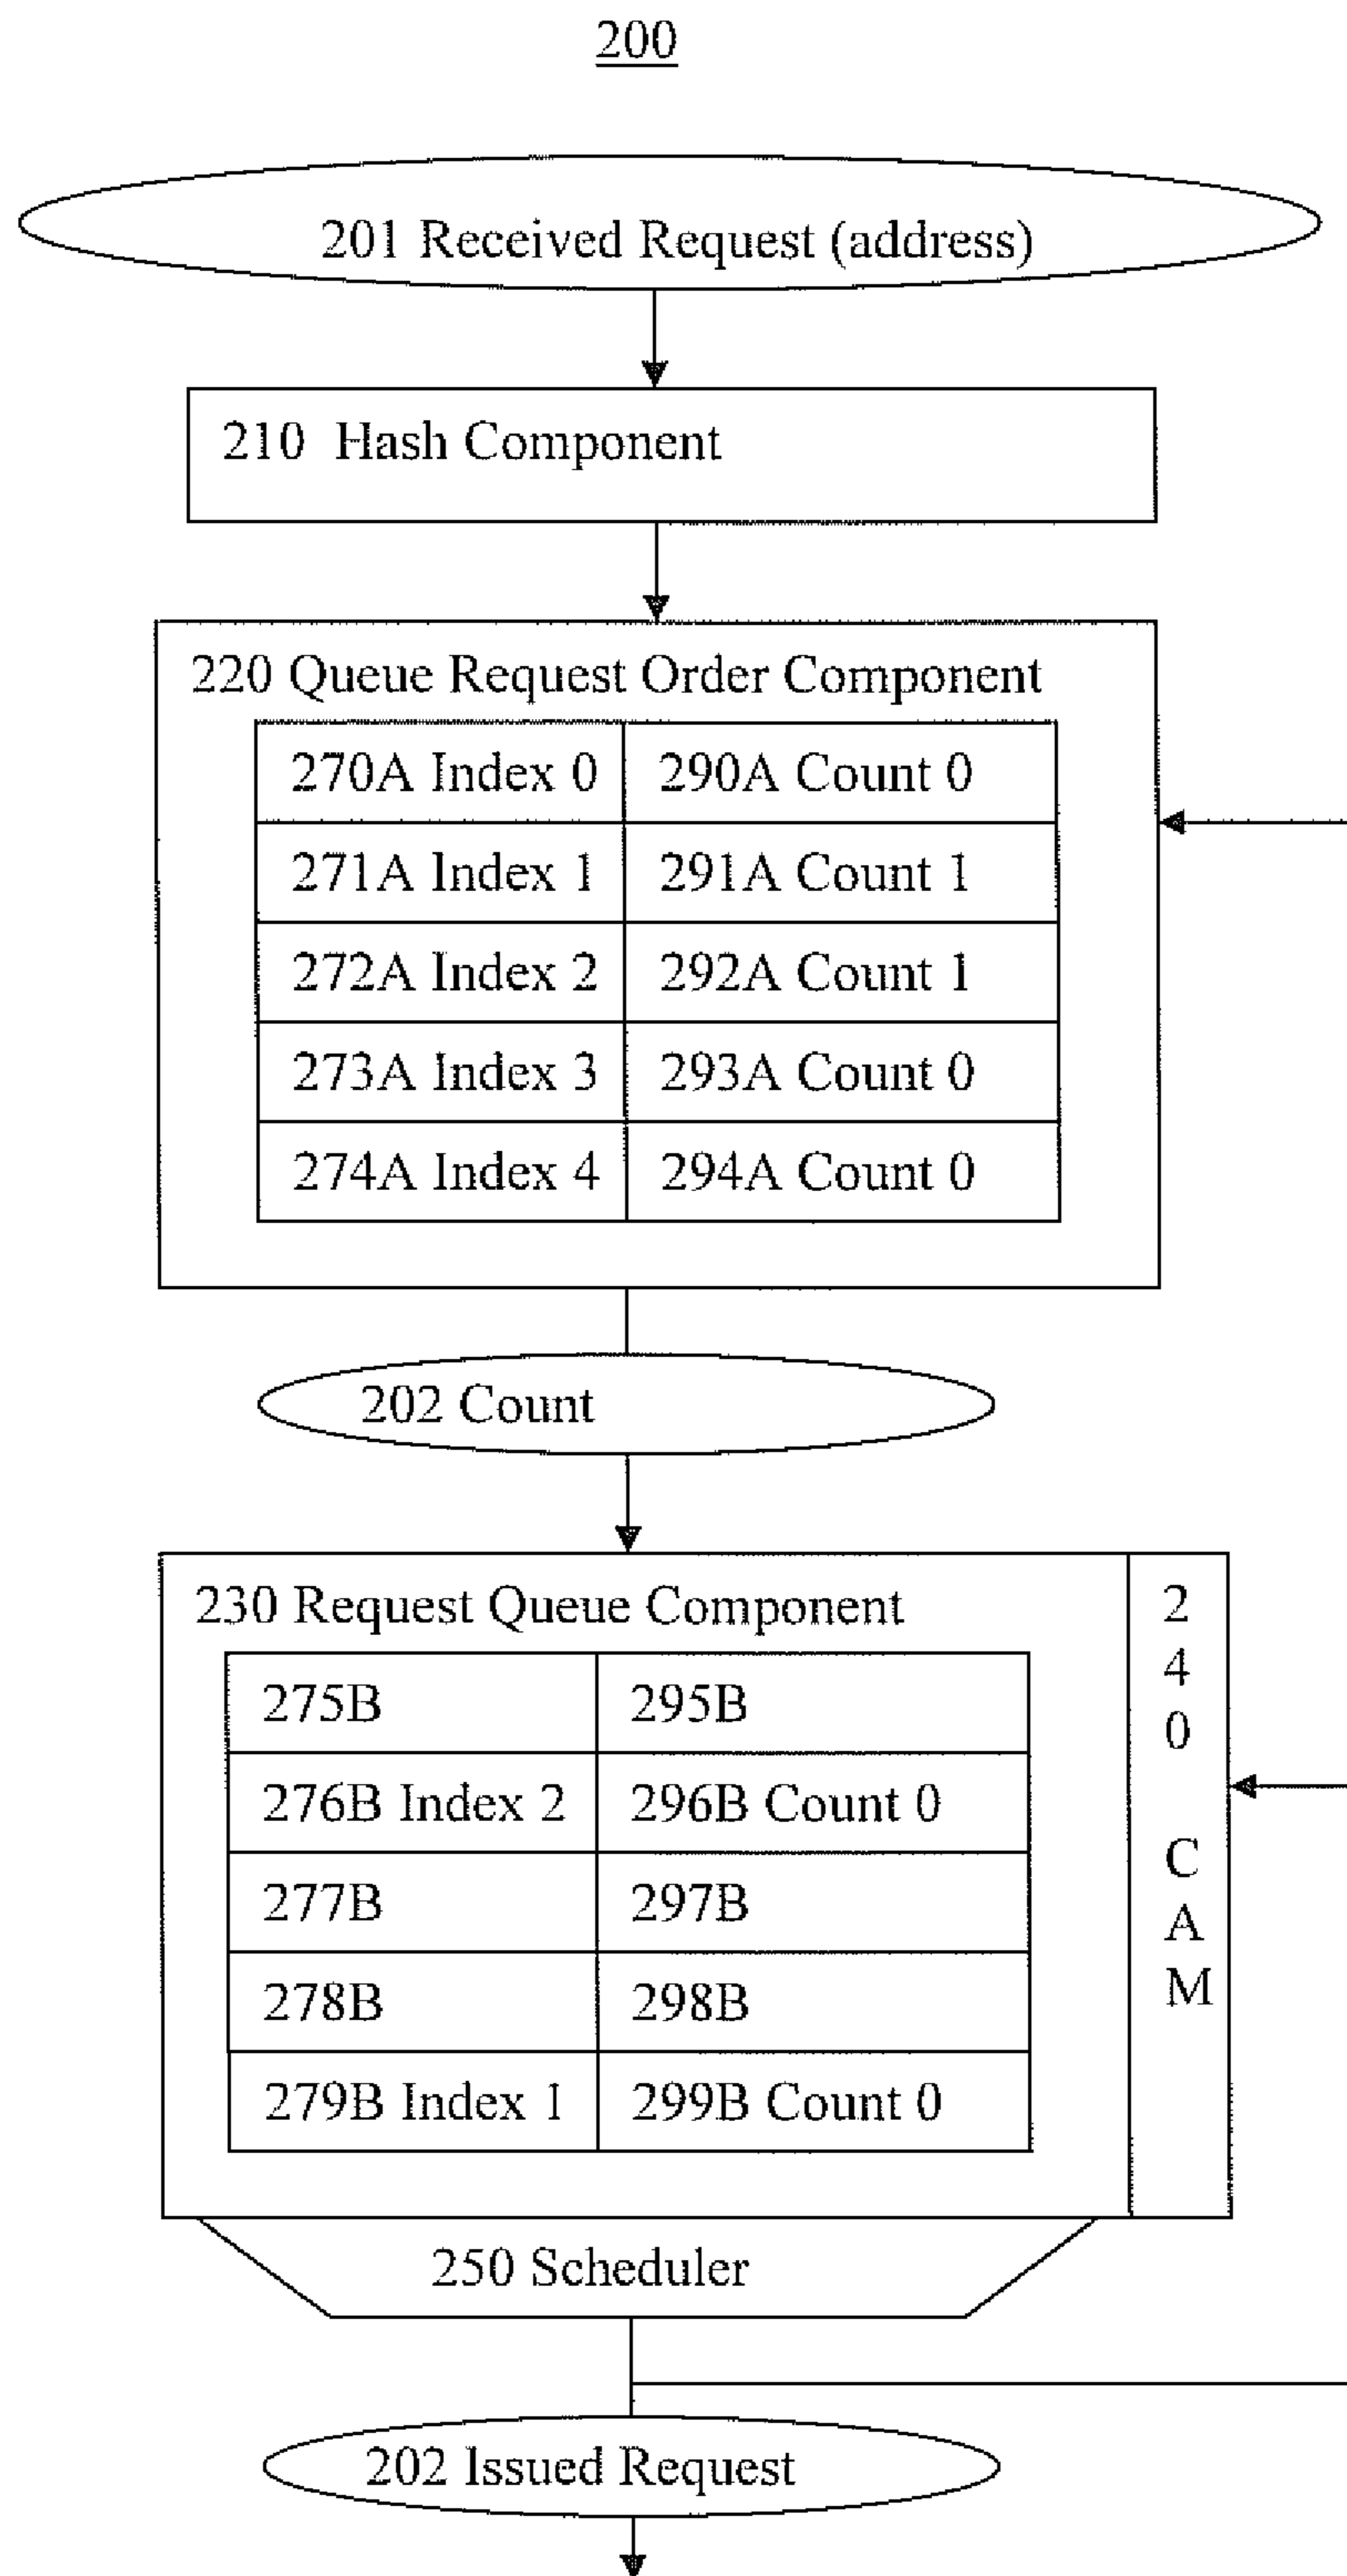 200
201 Received Request (address)
210 Hash Component
220 Queue Request Order Component
270A Index 0 290A Count 0
271A Index 1 291A Count 1
272A Index 2 292A Count 1
273A Index 3 293A Count 0
274A Index 4 294A Count 0
202 Count
230 Request Queue Component
275B 295B
276B Index 2 296B Count 0
277B 297B
278B 298B
279B Index 1 299B Count 0
240 CAM
250 Scheduler
202 Issued Request